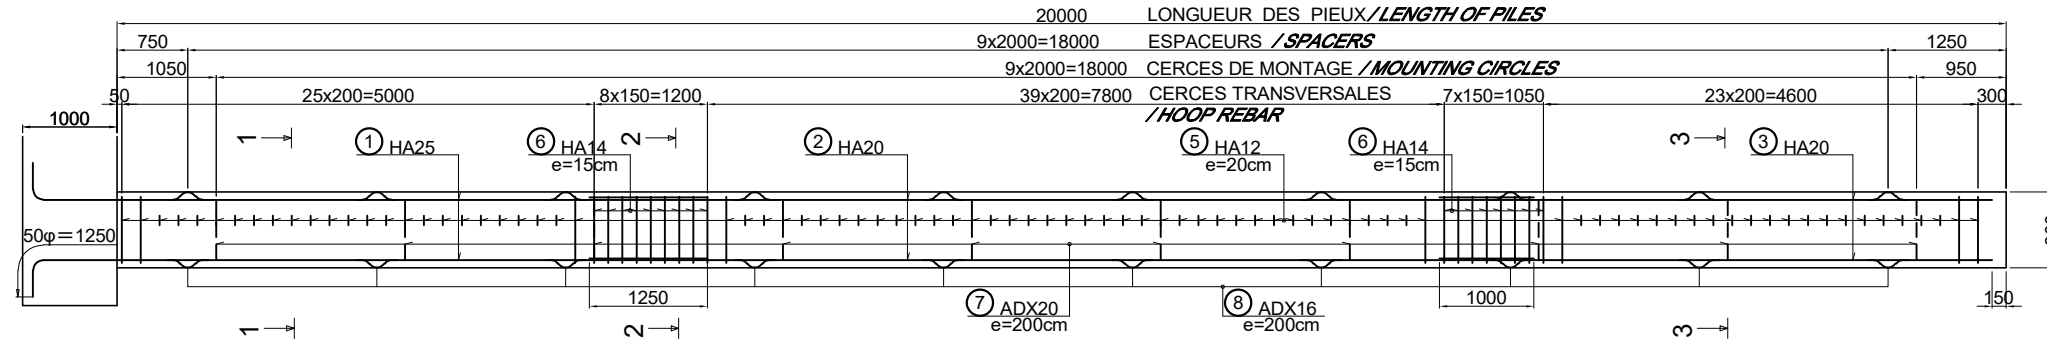 20000 LONGUEUR DES PIEUX/LENGTH OF PILES
750 9x2000=18000 ESPACEURS /SPACERS 1250
1050 9x2000=18000 CERCES DE MONTAGE /MOUNTING CIRCLES 950
50 25x200=5000 8x150=1200 39x200=7800 CERCES TRANSVERSALES 7x150=1050 23x200=4600 300
/HOOP REBAR
1000
1 1 HA25 6 HA14 2 2 HA20 5 HA12 6 HA14 3 3 HA20
e=15cm e=20cm e=15cm
50φ=1250
1250 7 ADX20 8 ADX16 1000 150
e=200cm e=200cm
1 2 3